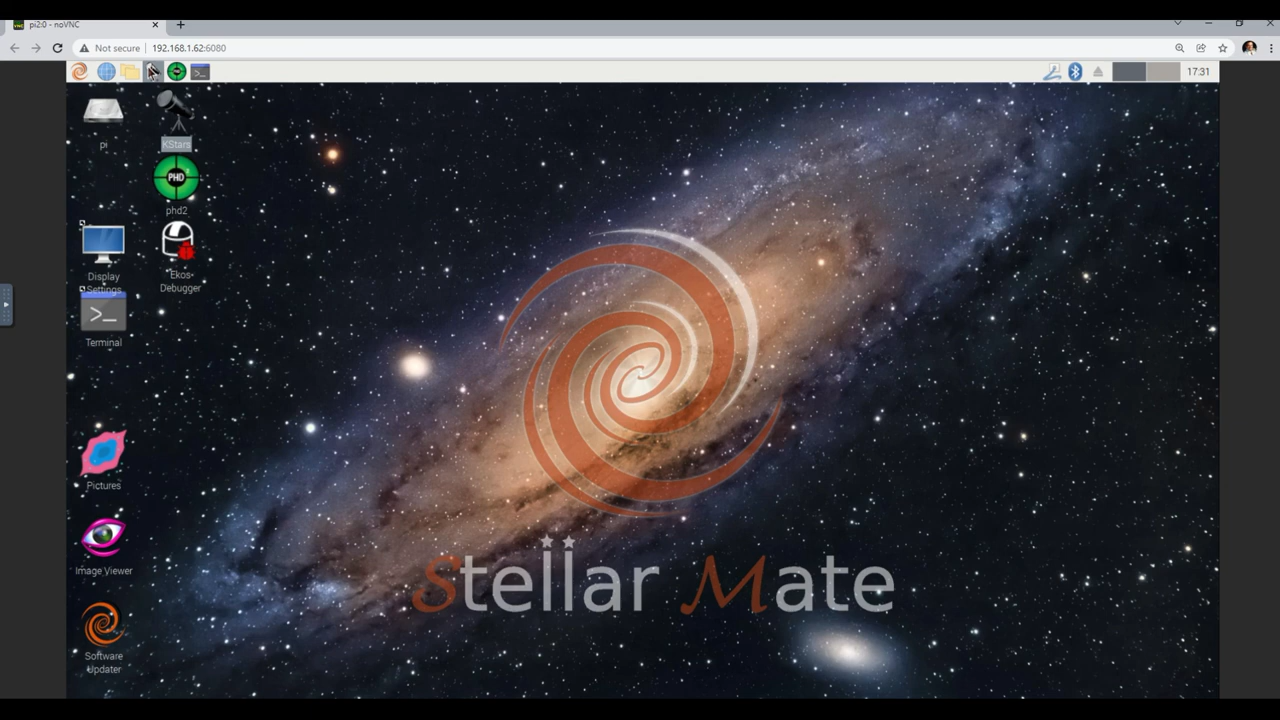 pi2:0 - noVNC
Not secure
192.168.1.62:6080
17:31
pi
KStars
PHD
phd2
Display
Settings
Ekos
Debugger
>_
Terminal
Pictures
Image Viewer
Software
Updater
Stellar Mate